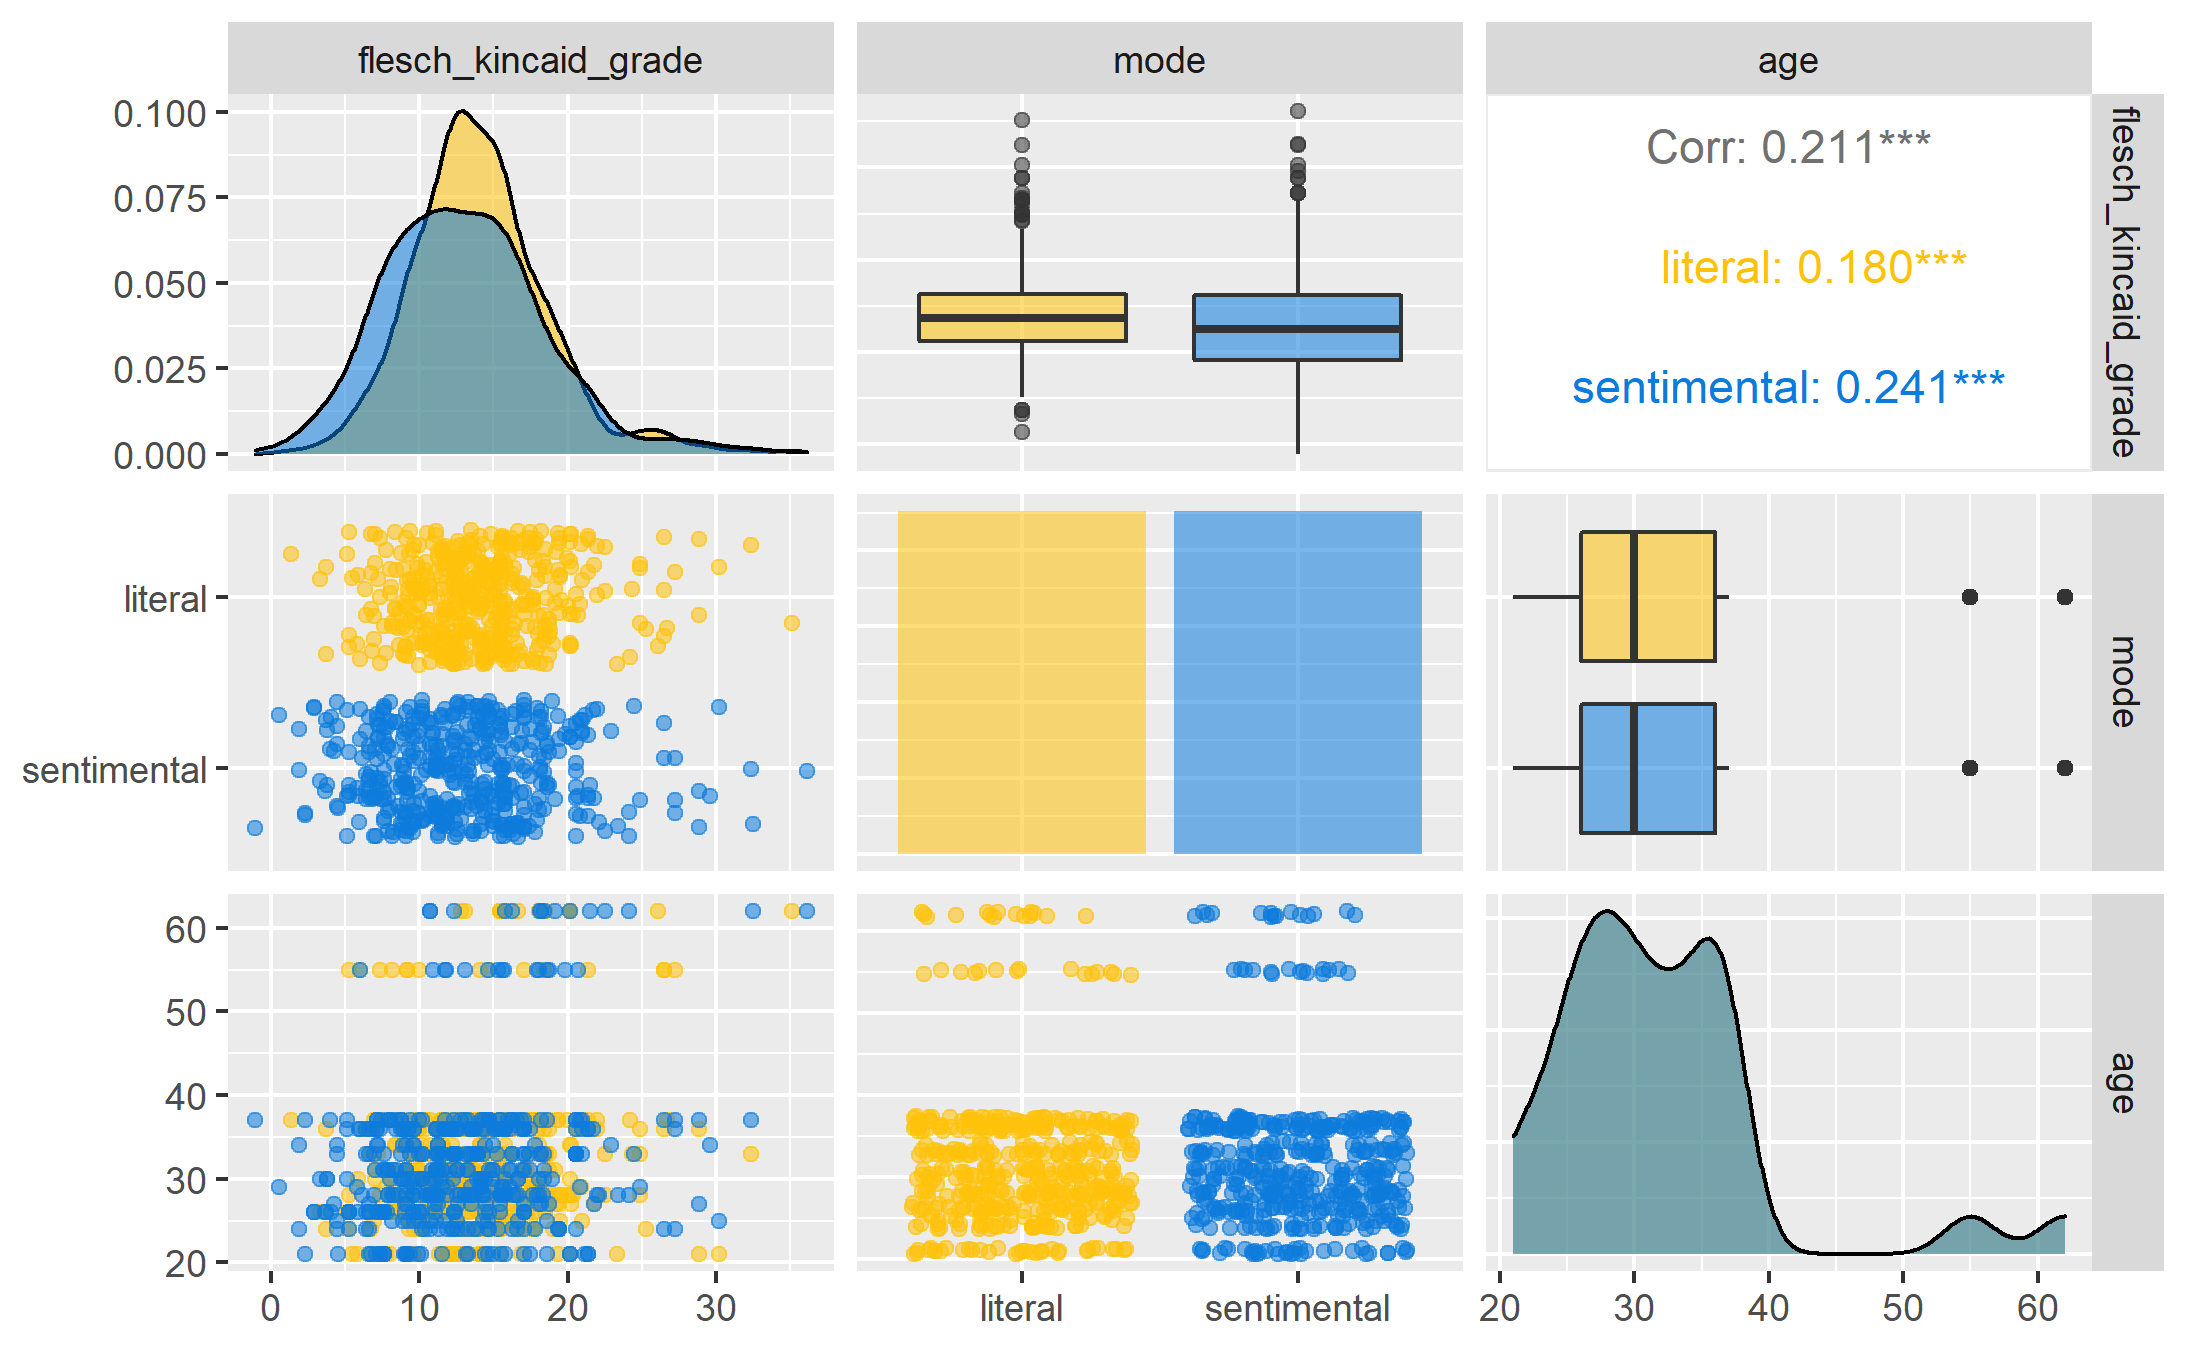 flesch_kincaid_grade
mode
age
0.100
0.075
0.050
0.025
0.000
Corr: 0.211***
literal: 0.180***
sentimental: 0.241***
flesch_kincaid_grade
literal
sentimental
mode
60
50
40
30
20
age
0
10
20
30
literal
sentimental
20
30
40
50
60